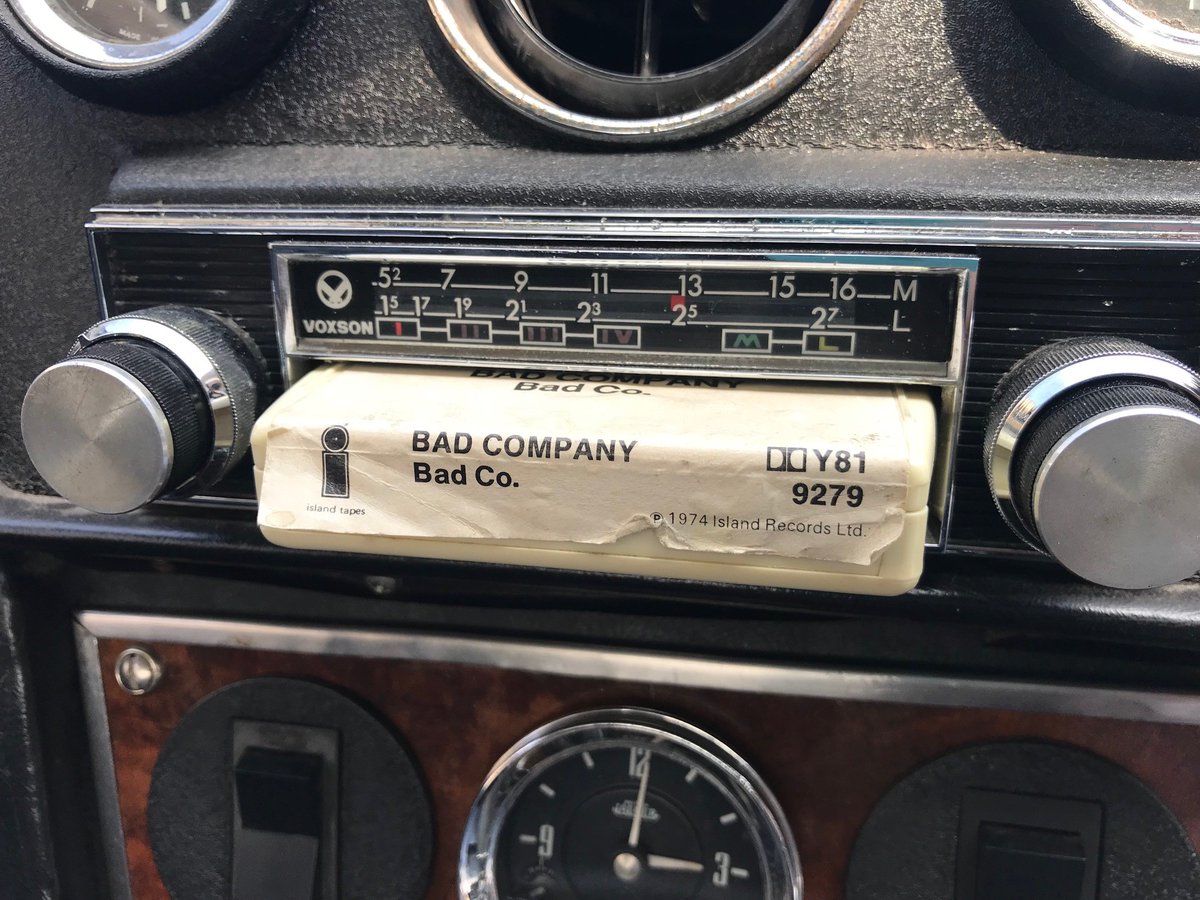 MADE
5² 7 9 11 13 15 16 M
1⁵ 1⁷ 1⁹ 2¹ 2³ 2⁵ 2⁷ L
VOXSON I II III IV M L
BAD COMPANY
Bad Co.
BAD COMPANY
Bad Co.
Y81
9279
island tapes
℗ 1974 Island Records Ltd.
12
9 3